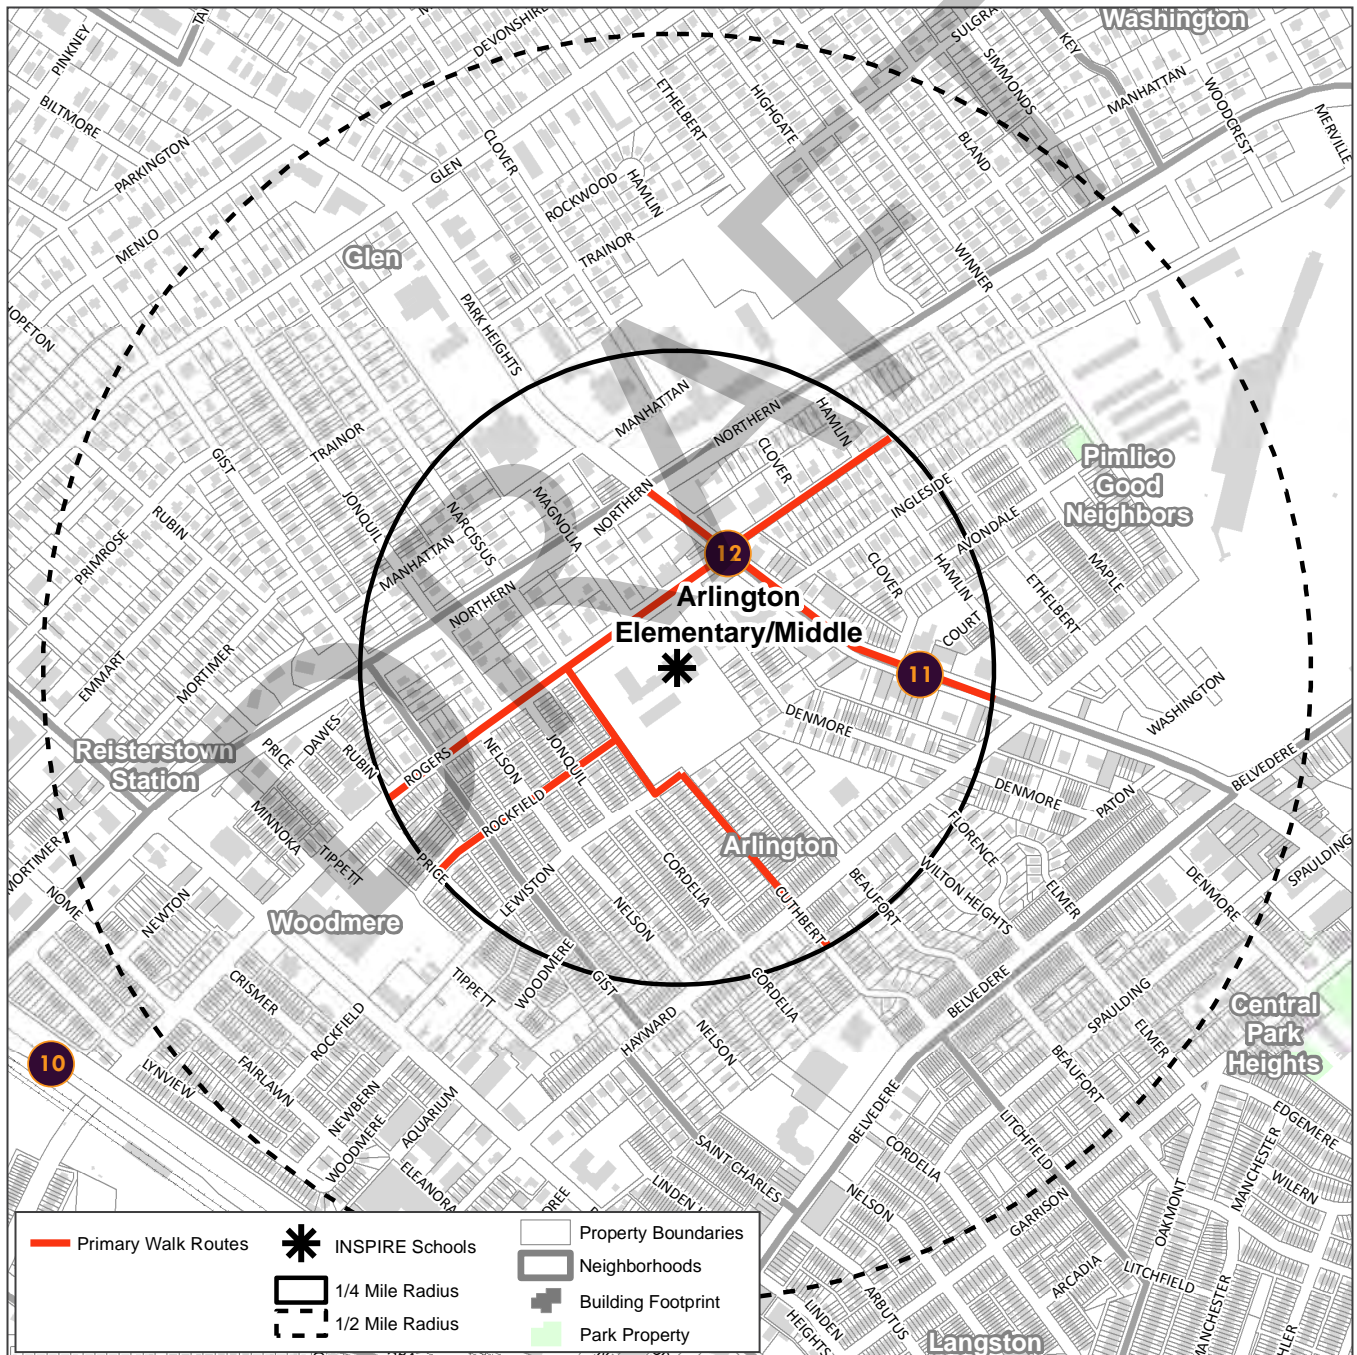 Washington
SULGRA
KEY
TA
PINKNEY
DEVONSHIRE
SIMMONDS
MANHATTAN
WOODCREST
MERVILLE
BILTMORE
ETHELBERT
HIGHGATE
BLAND
PARKINGTON
CLOVER
GLEN
ROCKWOOD
HAMLIN
MENLO
TRAINOR
Glen
WINNER
OPETON
PARK HEIGHTS
MANHATTAN
NORTHERN
HAMLIN
TRAINOR
GIST
CLOVER
Pimlico
Good
Neighbors
JONQUIL
NARCISSUS
MAGNOLIA
NORTHERN
INGLESIDE
AVONDALE
RUBIN
PRIMROSE
MANHATTAN
12
CLOVER
HAMLIN
MAPLE
ETHELBERT
NORTHERN
Arlington
Elementary/Middle
COURT
EMMART
MORTIMER
11
WASHINGTON
DENMORE
Reisterstown
Station
PRICE
DAWES
RUBIN
ROGERS
NELSON
JONQUIL
BELVEDERE
DENMORE
PATON
MINNOKA
ROCKFIELD
TIPPETT
FLORENCE
Arlington
MORTIMER
PRICE
LEWISTON
CORDELIA
CUTHBERT
BEAUFORT
WILTON HEIGHTS
ELMER
DENMORE
SPAULDING
NOME
NEWTON
Woodmere
NELSON
TIPPETT
WOODMERE
GIST
CORDELIA
BELVEDERE
SPAULDING
Central
Park
Heights
CRISMER
ROCKFIELD
HAYWARD
NELSON
ELMER
10
LYNVIEW
FAIRLAWN
NEWBERN
WOODMERE
AQUARIUM
ELEANORA
BEAUFORT
BELVEDERE
LITCHFIELD
CORDELIA
SAINT CHARLES
EDGEMERE
MANCHESTER
WILERN
OAKMONT
NELSON
GARRISON
ARCADIA
LITCHFIELD
LINDEN
HEIGHTS
ARBUTUS
Langston
MANCHESTER
Primary Walk Routes
INSPIRE Schools
1/4 Mile Radius
1/2 Mile Radius
Property Boundaries
Neighborhoods
Building Footprint
Park Property
DRAFT